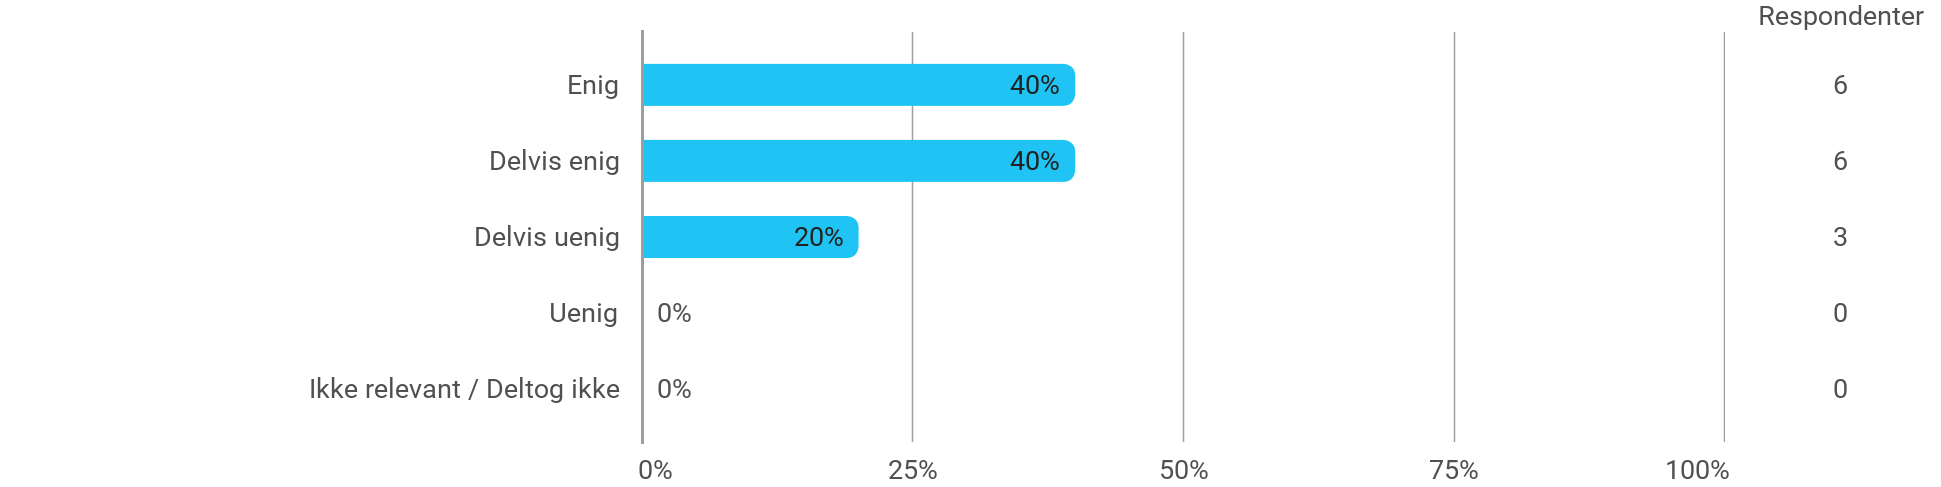 Respondenter
Enig 40% 6
Delvis enig 40% 6
Delvis uenig 20% 3
Uenig 0% 0
Ikke relevant / Deltog ikke 0% 0
0% 25% 50% 75% 100%